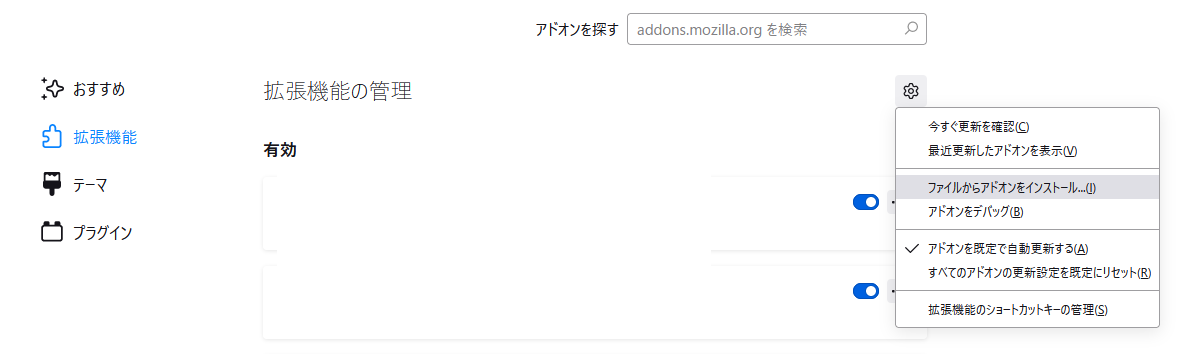 アドオンを探す addons.mozilla.org を検索
おすすめ
拡張機能
テーマ
プラグイン
拡張機能の管理
有効
今すぐ更新を確認(C)
最近更新したアドオンを表示(V)
ファイルからアドオンをインストール...(I)
アドオンをデバッグ(B)
アドオンを既定で自動更新する(A)
すべてのアドオンの更新設定を既定にリセット(R)
拡張機能のショートカットキーの管理(S)